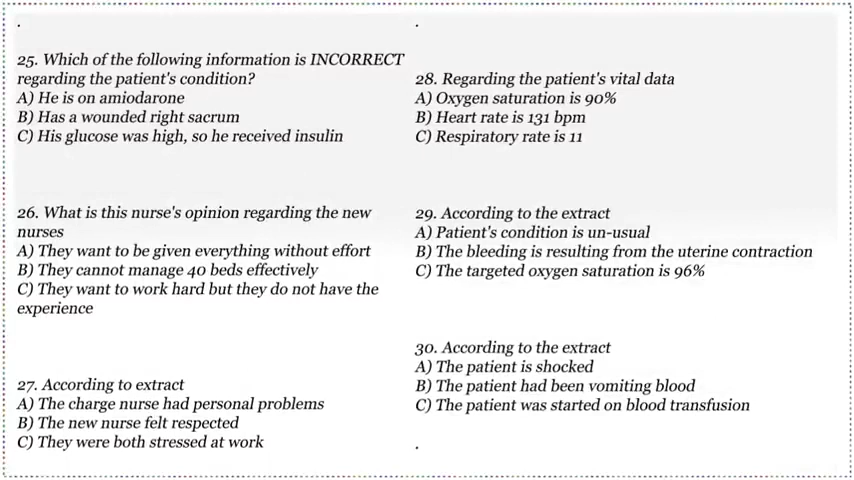 .
25. Which of the following information is INCORRECT
regarding the patient's condition?
A) He is on amiodarone
B) Has a wounded right sacrum
C) His glucose was high, so he received insulin
26. What is this nurse's opinion regarding the new
nurses
A) They want to be given everything without effort
B) They cannot manage 40 beds effectively
C) They want to work hard but they do not have the
experience
27. According to extract
A) The charge nurse had personal problems
B) The new nurse felt respected
C) They were both stressed at work
.
28. Regarding the patient's vital data
A) Oxygen saturation is 90%
B) Heart rate is 131 bpm
C) Respiratory rate is 11
29. According to the extract
A) Patient's condition is un-usual
B) The bleeding is resulting from the uterine contraction
C) The targeted oxygen saturation is 96%
30. According to the extract
A) The patient is shocked
B) The patient had been vomiting blood
C) The patient was started on blood transfusion
.